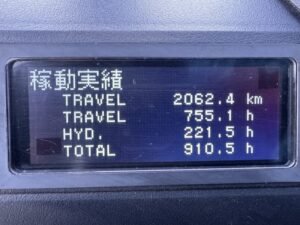 稼動実績
TRAVEL 2062.4 km
TRAVEL 755.1 h
HYD. 221.5 h
TOTAL 910.5 h